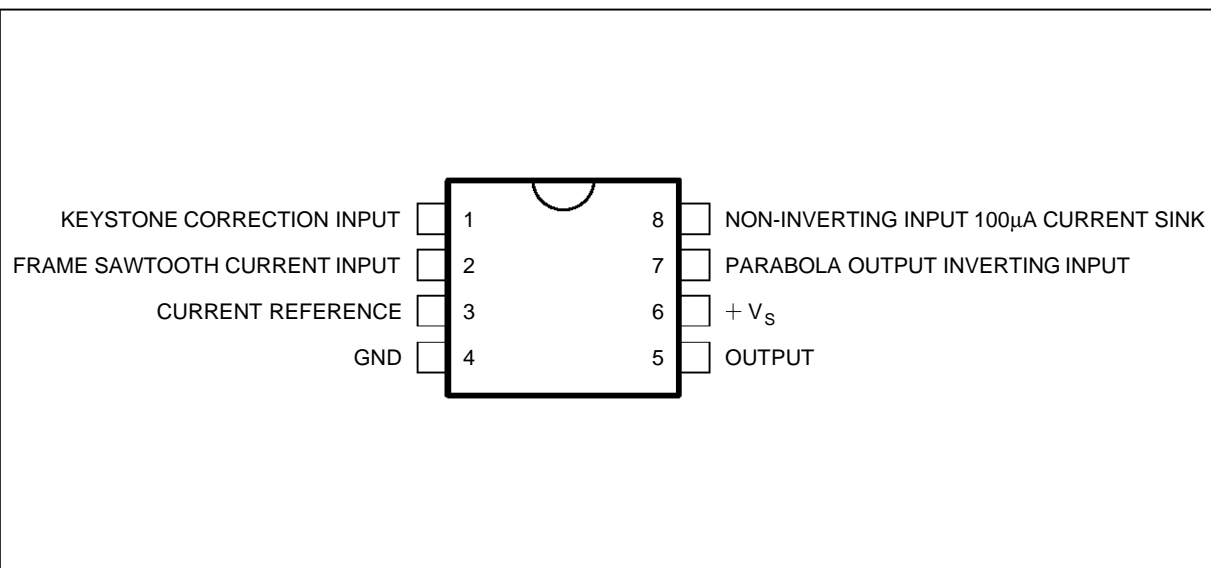 KEYSTONE CORRECTION INPUT 1 8 NON-INVERTING INPUT 100μA CURRENT SINK
FRAME SAWTOOTH CURRENT INPUT 2 7 PARABOLA OUTPUT INVERTING INPUT
CURRENT REFERENCE 3 6 + VS
GND 4 5 OUTPUT